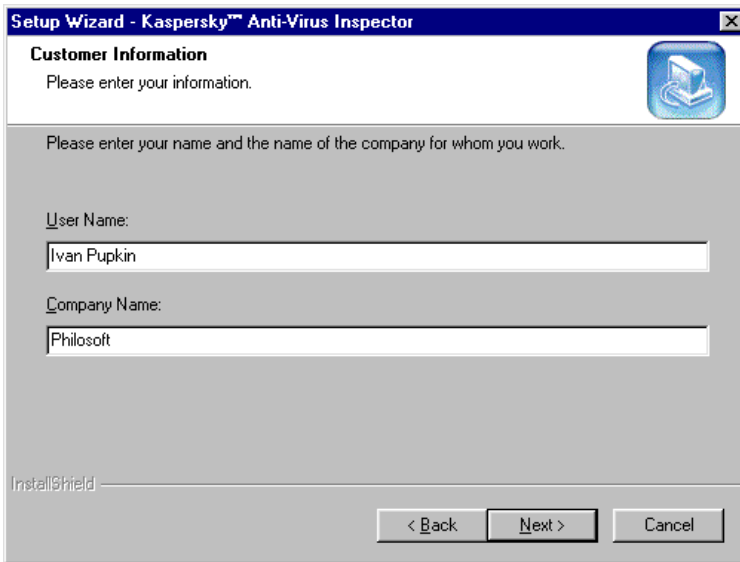 Setup Wizard - Kaspersky™ Anti-Virus Inspector
Customer Information
Please enter your information.
Please enter your name and the name of the company for whom you work.
User Name:
Ivan Pupkin
Company Name:
Philosoft
InstallShield
< Back Next > Cancel